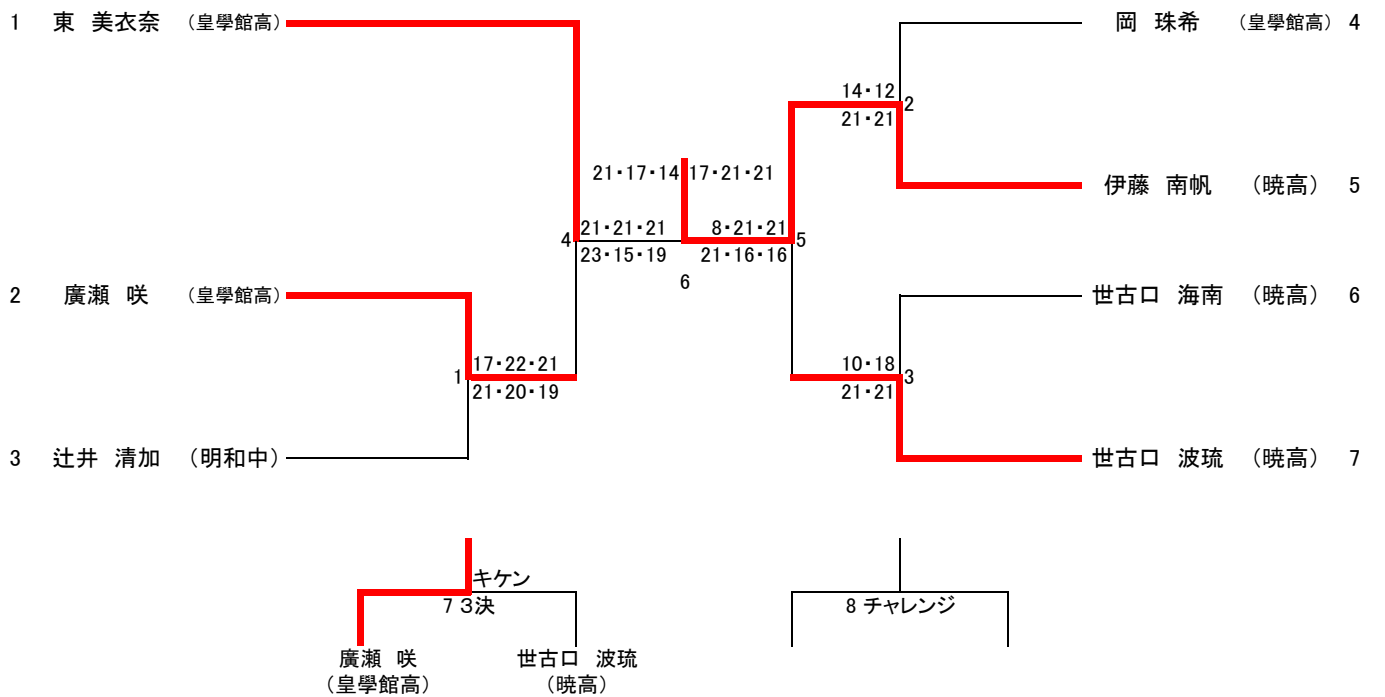 1 東 美衣奈 (皇學館高)
岡 珠希 (皇學館高) 4
14・12
2
21・21
21・17・14 17・21・21
伊藤 南帆 (暁高) 5
21・21・21
8・21・21
4
5
23・15・19
21・16・16
6
2 廣瀬 咲 (皇學館高)
世古口 海南 (暁高) 6
17・22・21
10・18
1
3
21・20・19
21・21
3 辻井 清加 (明和中)
世古口 波琉 (暁高) 7
キケン
7 3決
8 チャレンジ
廣瀬 咲
(皇學館高)
世古口 波琉
(暁高)